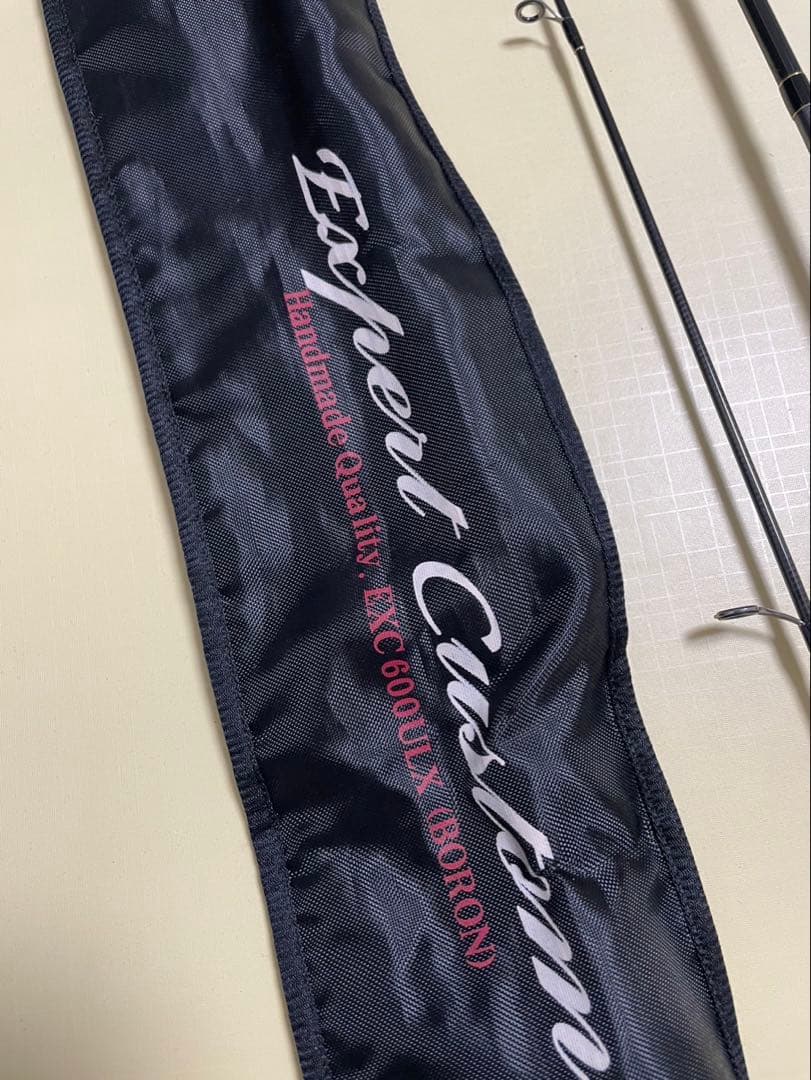 Expert Custom
Handmade Quality . EXC 600ULX (BORON)